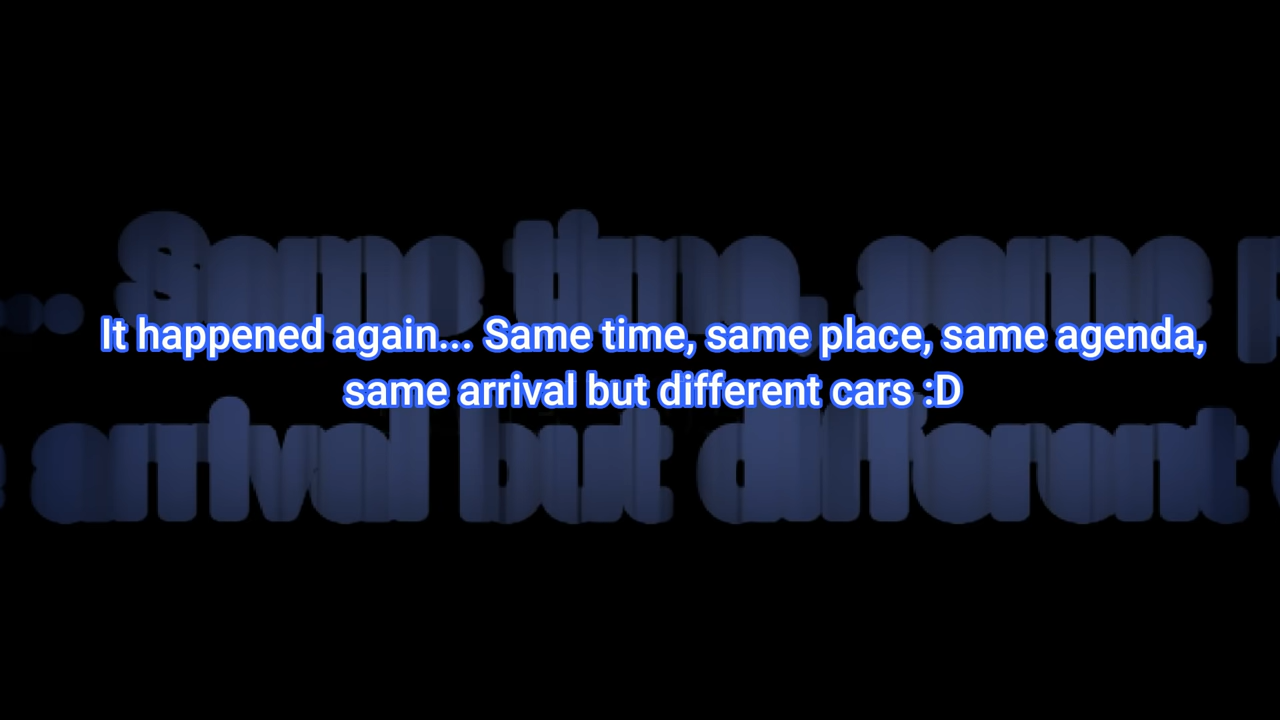 It happened again... Same time, same place, same agenda,
same arrival but different cars :D